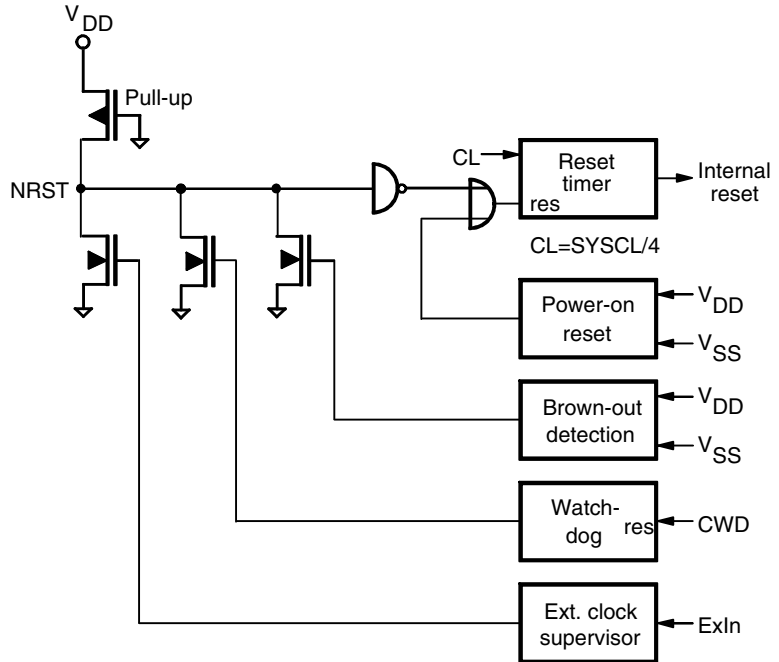 VDD
Pull-up
NRST
CL
Reset
timer
res
Internal
reset
CL=SYSCL/4
Power-on
reset
VDD
VSS
Brown-out
detection
VDD
VSS
Watch-
dog
res
CWD
Ext. clock
supervisor
ExIn